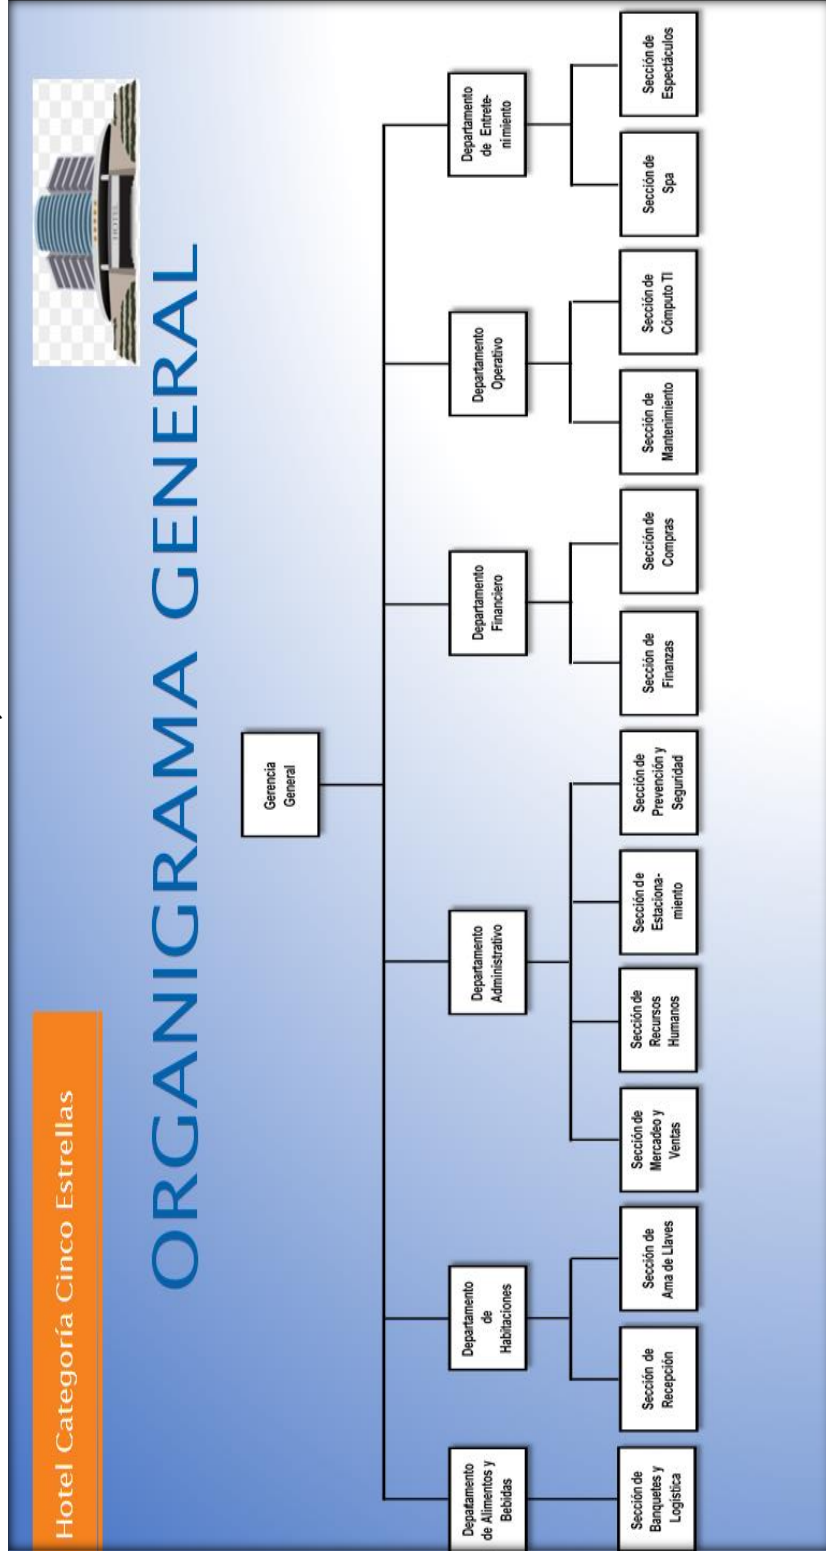 Hotel Categoría Cinco Estrellas
HOTEL
ORGANIGRAMA GENERAL
Gerencia
General
Departamento
de Alimentos y
Bebidas
Departamento
de
Habitaciones
Departamento
Administrativo
Departamento
Financiero
Departamento
Operativo
Departamento
de Entrete-
nimiento
Sección de
Banquetes y
Logística
Sección de
Recepción
Sección de
Ama de Llaves
Sección de
Mercadeo y
Ventas
Sección de
Recursos
Humanos
Sección de
Estaciona-
miento
Sección de
Prevención y
Seguridad
Sección de
Finanzas
Sección de
Compras
Sección de
Mantenimiento
Sección de
Cómputo TI
Sección de
Spa
Sección de
Espectáculos